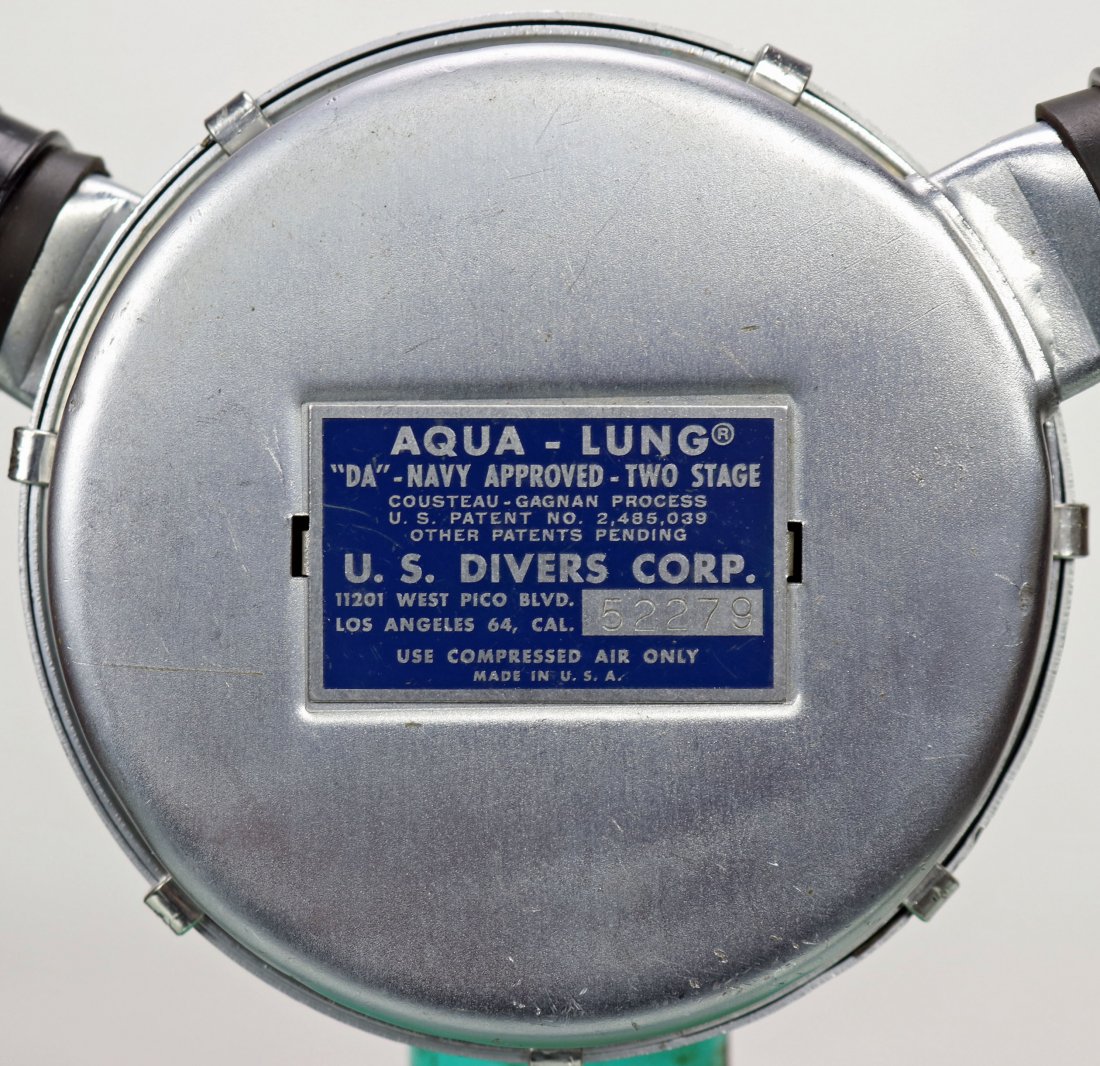 AQUA - LUNG®
"DA" - NAVY APPROVED - TWO STAGE
COUSTEAU - GAGNAN PROCESS
U. S. PATENT NO. 2,485,039
OTHER PATENTS PENDING
U. S. DIVERS CORP.
11201 WEST PICO BLVD.
LOS ANGELES 64, CAL. 52279
USE COMPRESSED AIR ONLY
MADE IN U. S. A.